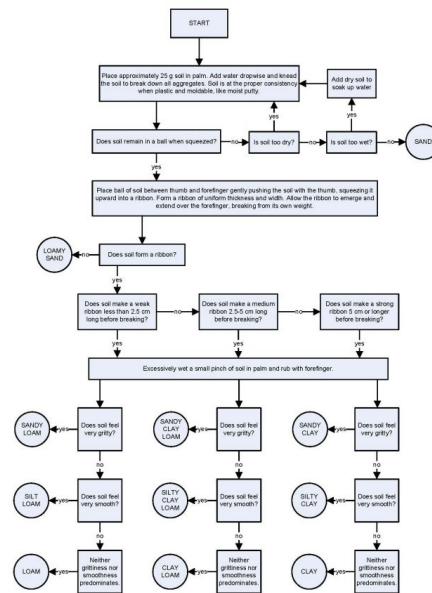 START
Place approximately 25 g soil in palm. Add water dropwise and knead
the soil to break down all aggregates. Soil is at the proper consistency
when plastic and moldable, like moist putty.
Add dry soil to
soak up water
yes
yes
Does soil remain in a ball when squeezed?
no
Is soil too dry?
no
Is soil too wet?
no
SAND
yes
Place ball of soil between thumb and forefinger gently pushing the soil with the thumb, squeezing it
upward into a ribbon. Form a ribbon of uniform thickness and width. Allow the ribbon to emerge and
extend over the forefinger, breaking from its own weight.
LOAMY
SAND
no
Does soil form a ribbon?
yes
Does soil make a weak
ribbon less than 2.5 cm
long before breaking?
no
Does soil make a medium
ribbon 2.5-5 cm long
before breaking?
no
Does soil make a strong
ribbon 5 cm or longer
before breaking?
yes
yes
yes
Excessively wet a small pinch of soil in palm and rub with forefinger.
SANDY
LOAM
yes
Does soil feel
very gritty?
SANDY
CLAY
LOAM
yes
Does soil feel
very gritty?
SANDY
CLAY
yes
Does soil feel
very gritty?
no
no
no
SILT
LOAM
yes
Does soil feel
very smooth?
SILTY
CLAY
LOAM
yes
Does soil feel
very smooth?
SILTY
CLAY
yes
Does soil feel
very smooth?
no
no
no
LOAM
yes
Neither
grittiness nor
smoothness
predominates.
CLAY
LOAM
yes
Neither
grittiness nor
smoothness
predominates.
CLAY
yes
Neither
grittiness nor
smoothness
predominates.